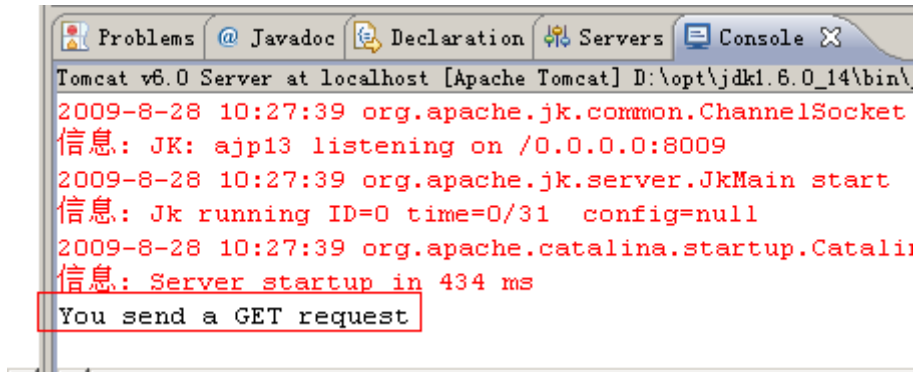 Problems @ Javadoc Declaration Servers Console
Tomcat v6.0 Server at localhost [Apache Tomcat] D:\opt\jdk1.6.0_14\bin\
2009-8-28 10:27:39 org.apache.jk.common.ChannelSocket
信息: JK: ajp13 listening on /0.0.0.0:8009
2009-8-28 10:27:39 org.apache.jk.server.JkMain start
信息: Jk running ID=0 time=0/31  config=null
2009-8-28 10:27:39 org.apache.catalina.startup.Catalin
信息: Server startup in 434 ms
You send a GET request